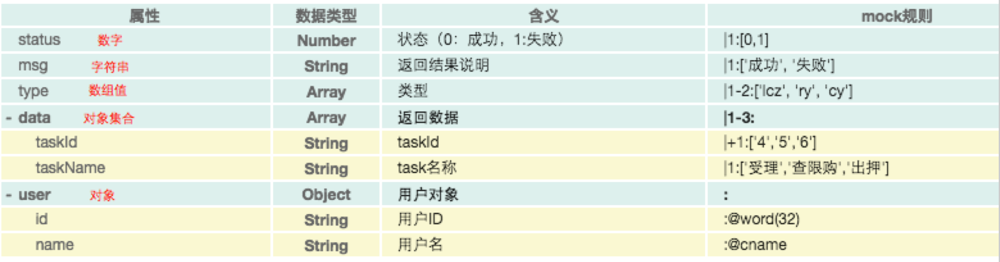 属性 数据类型 含义 mock规则
status 数字 Number 状态（0：成功，1:失败） |1:[0,1]
msg 字符串 String 返回结果说明 |1:['成功', '失败']
type 数组值 Array 类型 |1-2:['lcz', 'ry', 'cy']
- data 对象集合 Array 返回数据 |1-3:
taskId String taskId |+1:['4','5','6']
taskName String task名称 |1:['受理','查限购','出押']
- user 对象 Object 用户对象 :
id String 用户ID :@word(32)
name String 用户名 :@cname